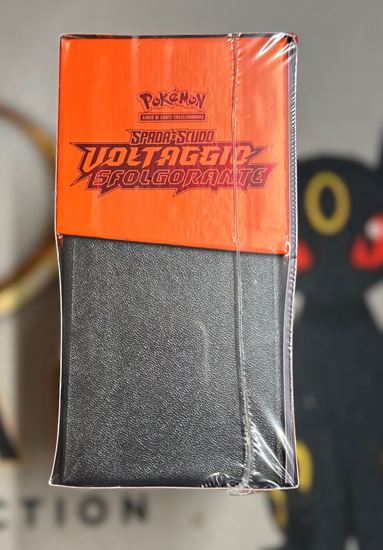 POKéMON
GIOCO DI CARTE COLLEZIONABILI
SPADA E SCUDO
VOLTAGGIO
SFOLGORANTE
CTION